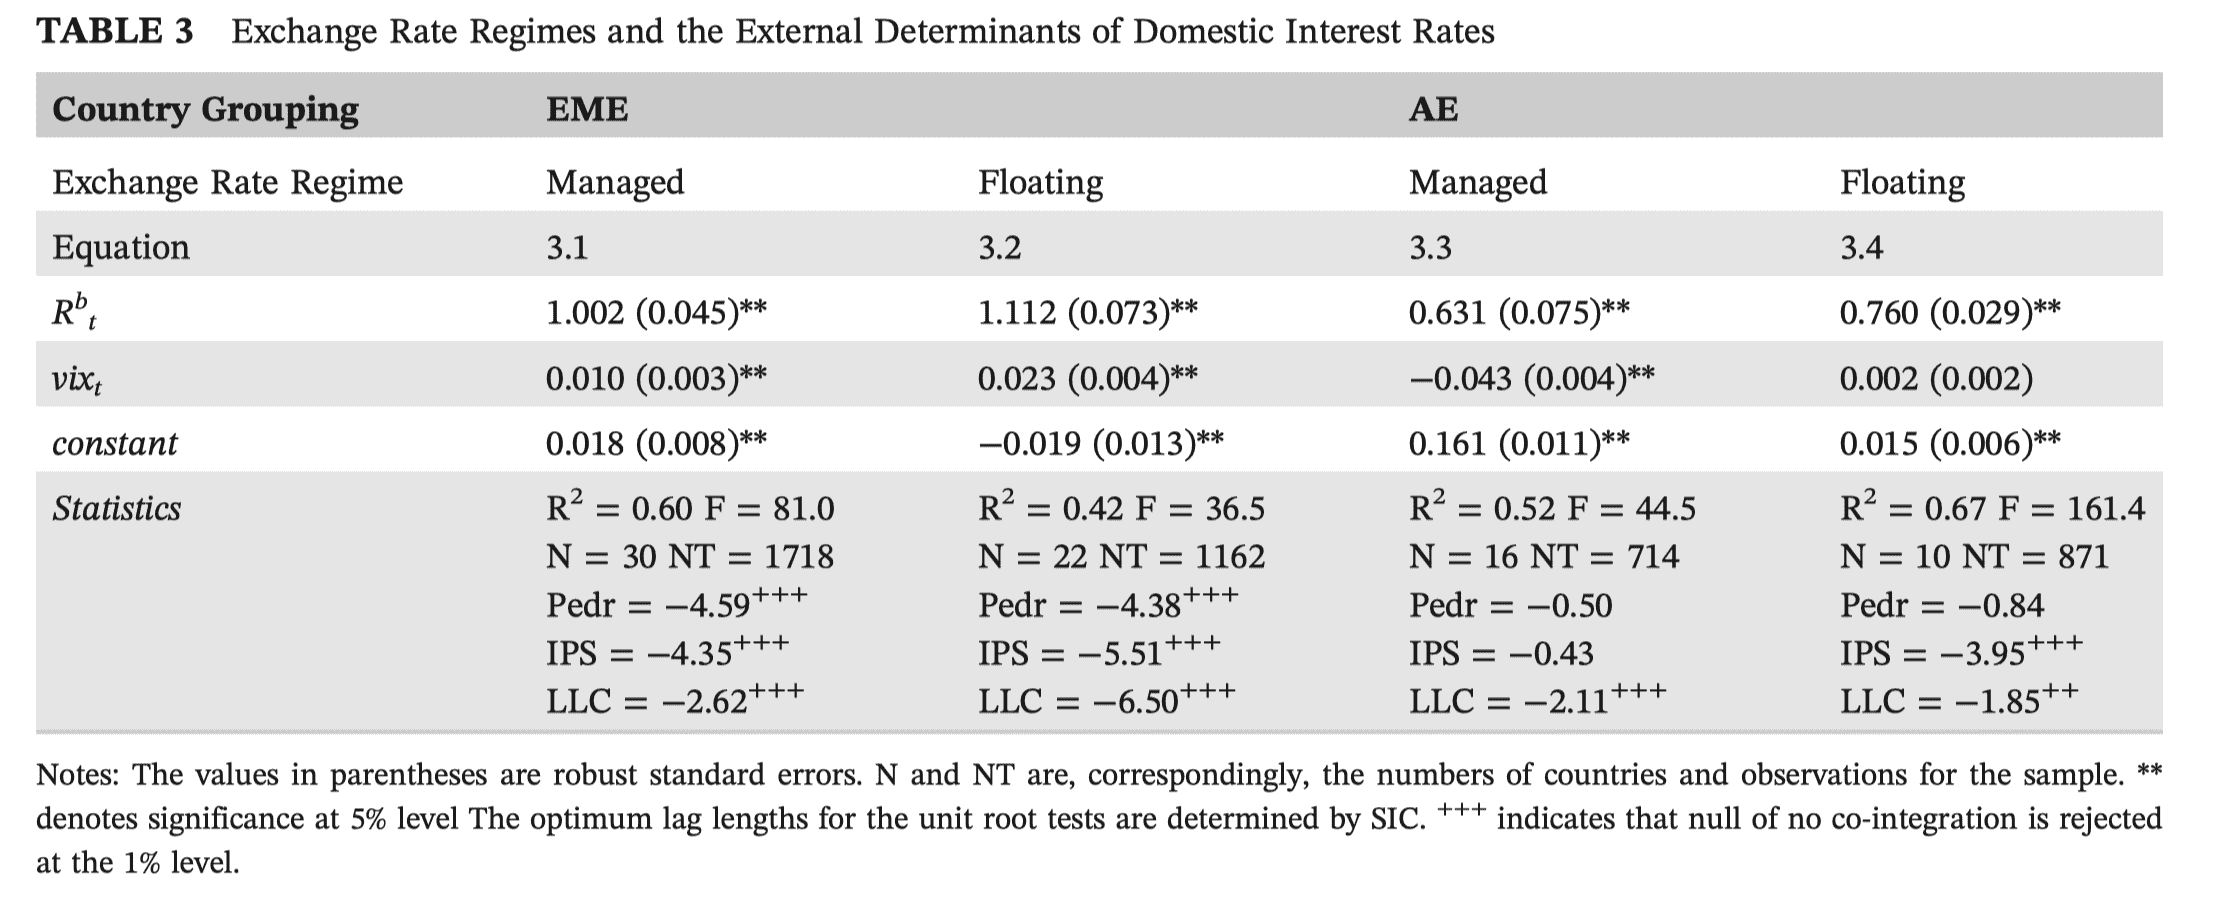 TABLE 3 Exchange Rate Regimes and the External Determinants of Domestic Interest Rates
Country Grouping EME AE
Exchange Rate Regime Managed Floating Managed Floating
Equation 3.1 3.2 3.3 3.4
R^b_t 1.002 (0.045)** 1.112 (0.073)** 0.631 (0.075)** 0.760 (0.029)**
vix_t 0.010 (0.003)** 0.023 (0.004)** −0.043 (0.004)** 0.002 (0.002)
constant 0.018 (0.008)** −0.019 (0.013)** 0.161 (0.011)** 0.015 (0.006)**
Statistics R² = 0.60 F = 81.0 R² = 0.42 F = 36.5 R² = 0.52 F = 44.5 R² = 0.67 F = 161.4
N = 30 NT = 1718 N = 22 NT = 1162 N = 16 NT = 714 N = 10 NT = 871
Pedr = −4.59+++ Pedr = −4.38+++ Pedr = −0.50 Pedr = −0.84
IPS = −4.35+++ IPS = −5.51+++ IPS = −0.43 IPS = −3.95+++
LLC = −2.62+++ LLC = −6.50+++ LLC = −2.11+++ LLC = −1.85++
Notes: The values in parentheses are robust standard errors. N and NT are, correspondingly, the numbers of countries and observations for the sample. **
denotes significance at 5% level The optimum lag lengths for the unit root tests are determined by SIC. +++ indicates that null of no co-integration is rejected
at the 1% level.